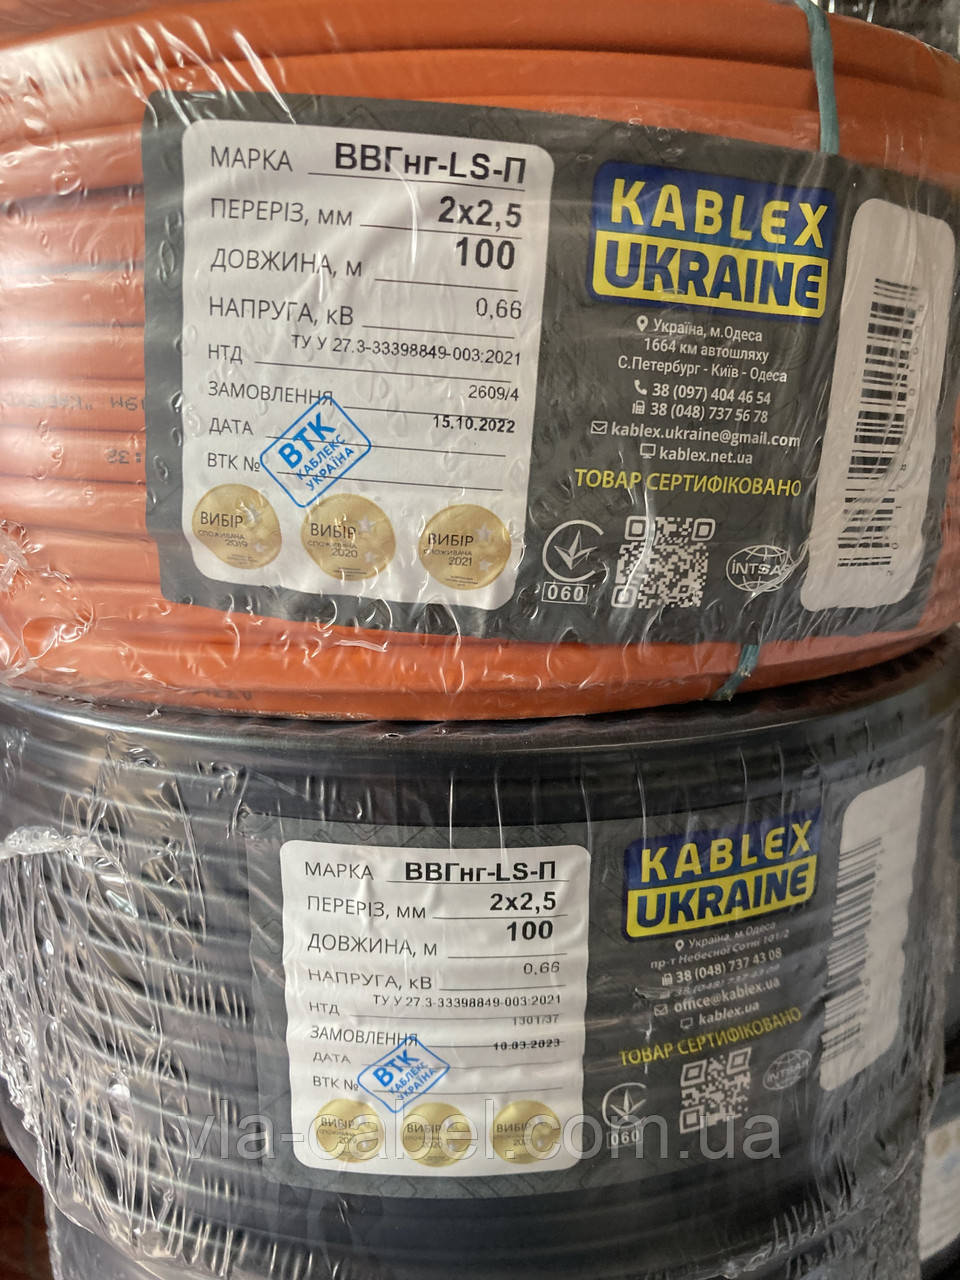 МАРКА ВВГнг-LS-П
ПЕРЕРІЗ, мм 2х2,5
ДОВЖИНА, м 100
НАПРУГА, кВ 0,66
НТД ТУ У 27.3-33398849-003:2021
ЗАМОВЛЕННЯ 2609/4
ДАТА 15.10.2022
ВТК №
ВТК
КАБЛЕКС
УКРАЇНА
ВИБІР
СПОЖИВАЧА
2019
ВИБІР
СПОЖИВАЧА
2020
ВИБІР
СПОЖИВАЧА
2021
KABLEX
UKRAINE
Україна, м.Одеса
1664 км автошляху
С.Петербург - Київ - Одеса
38 (097) 404 46 54
38 (048) 737 56 78
kablex.ukraine@gmail.com
kablex.net.ua
ТОВАР СЕРТИФІКОВАНО
060
INTSAS
МАРКА ВВГнг-LS-П
ПЕРЕРІЗ, мм 2х2,5
ДОВЖИНА, м 100
НАПРУГА, кВ 0,66
НТД ТУ У 27.3-33398849-003:2021
ЗАМОВЛЕННЯ 1301/37
ДАТА 10.03.2023
ВТК №
ВТК
КАБЛЕКС
УКРАЇНА
ВИБІР
ВИБІР
ВИБІР
KABLEX
UKRAINE
Україна, м.Одеса
пр-т Небесної Сотні 101/2
38 (048) 737 43 08
office@kablex.ua
kablex.ua
ТОВАР СЕРТИФІКОВАНО
060
vla-cabel.com.ua